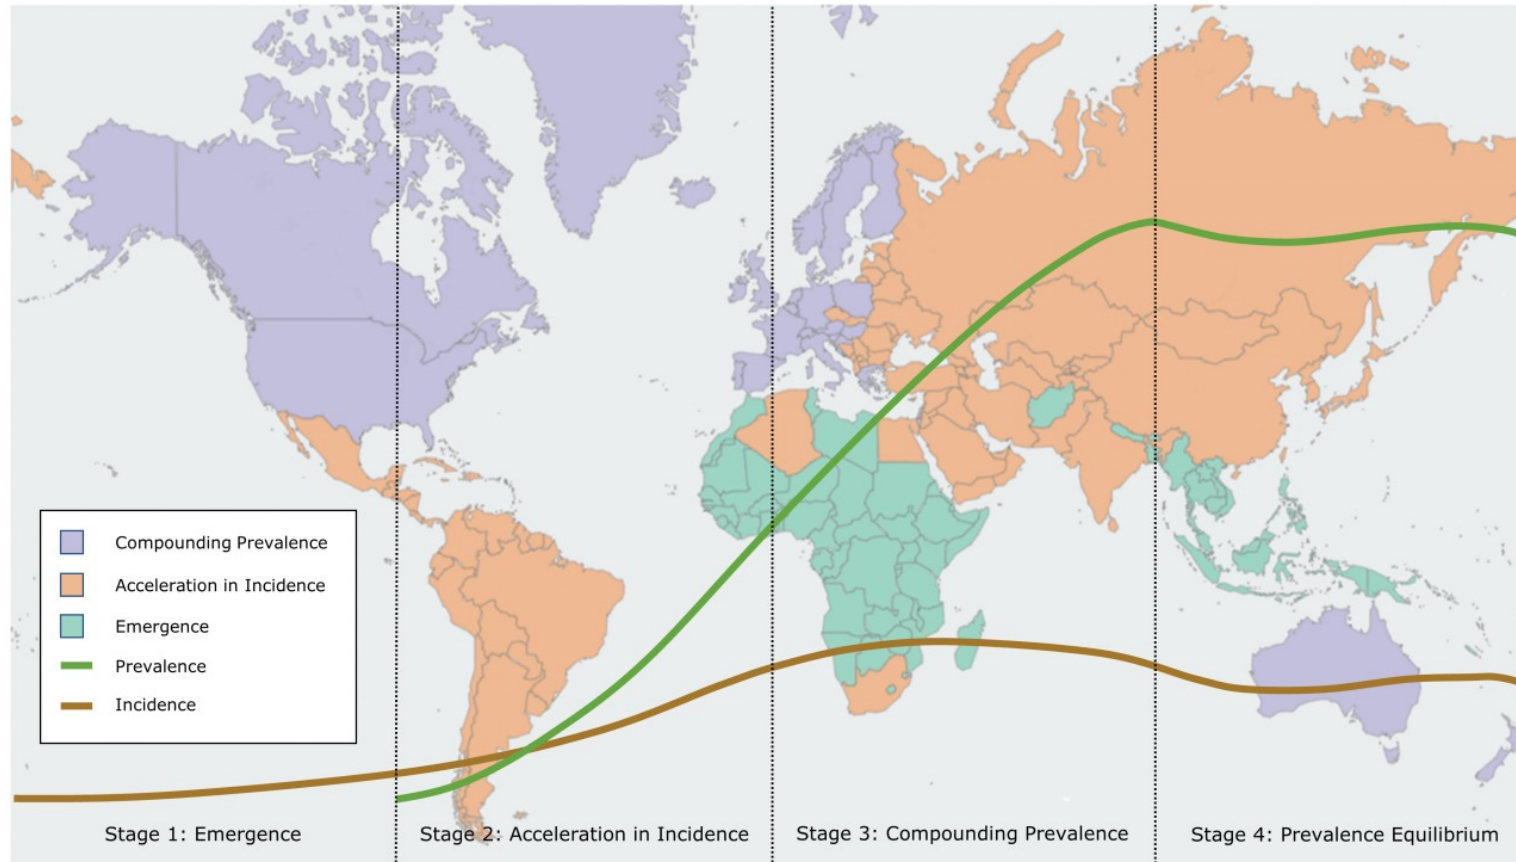 Compounding Prevalence
Acceleration in Incidence
Emergence
Prevalence
Incidence
Stage 1: Emergence
Stage 2: Acceleration in Incidence
Stage 3: Compounding Prevalence
Stage 4: Prevalence Equilibrium